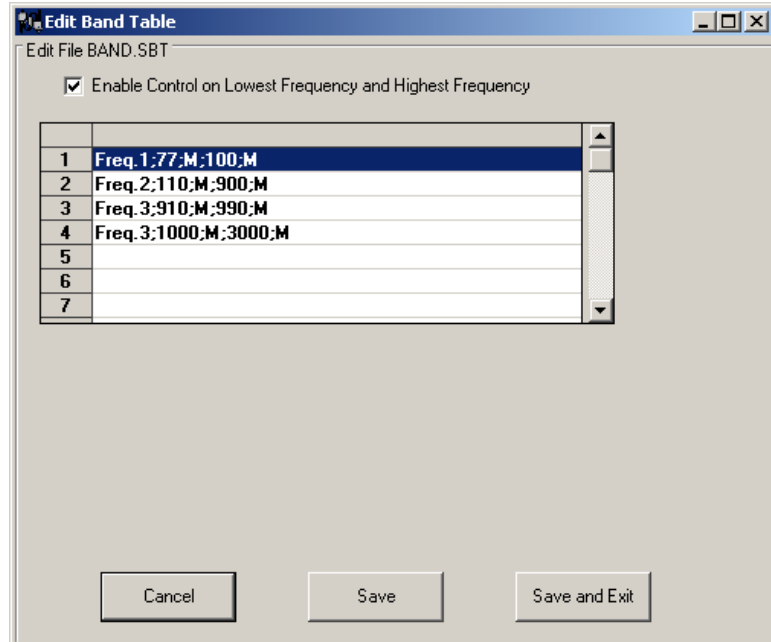 Edit Band Table
Edit File BAND.SBT
Enable Control on Lowest Frequency and Highest Frequency
1 Freq.1;77;M;100;M
2 Freq.2;110;M;900;M
3 Freq.3;910;M;990;M
4 Freq.3;1000;M;3000;M
5
6
7
Cancel Save Save and Exit